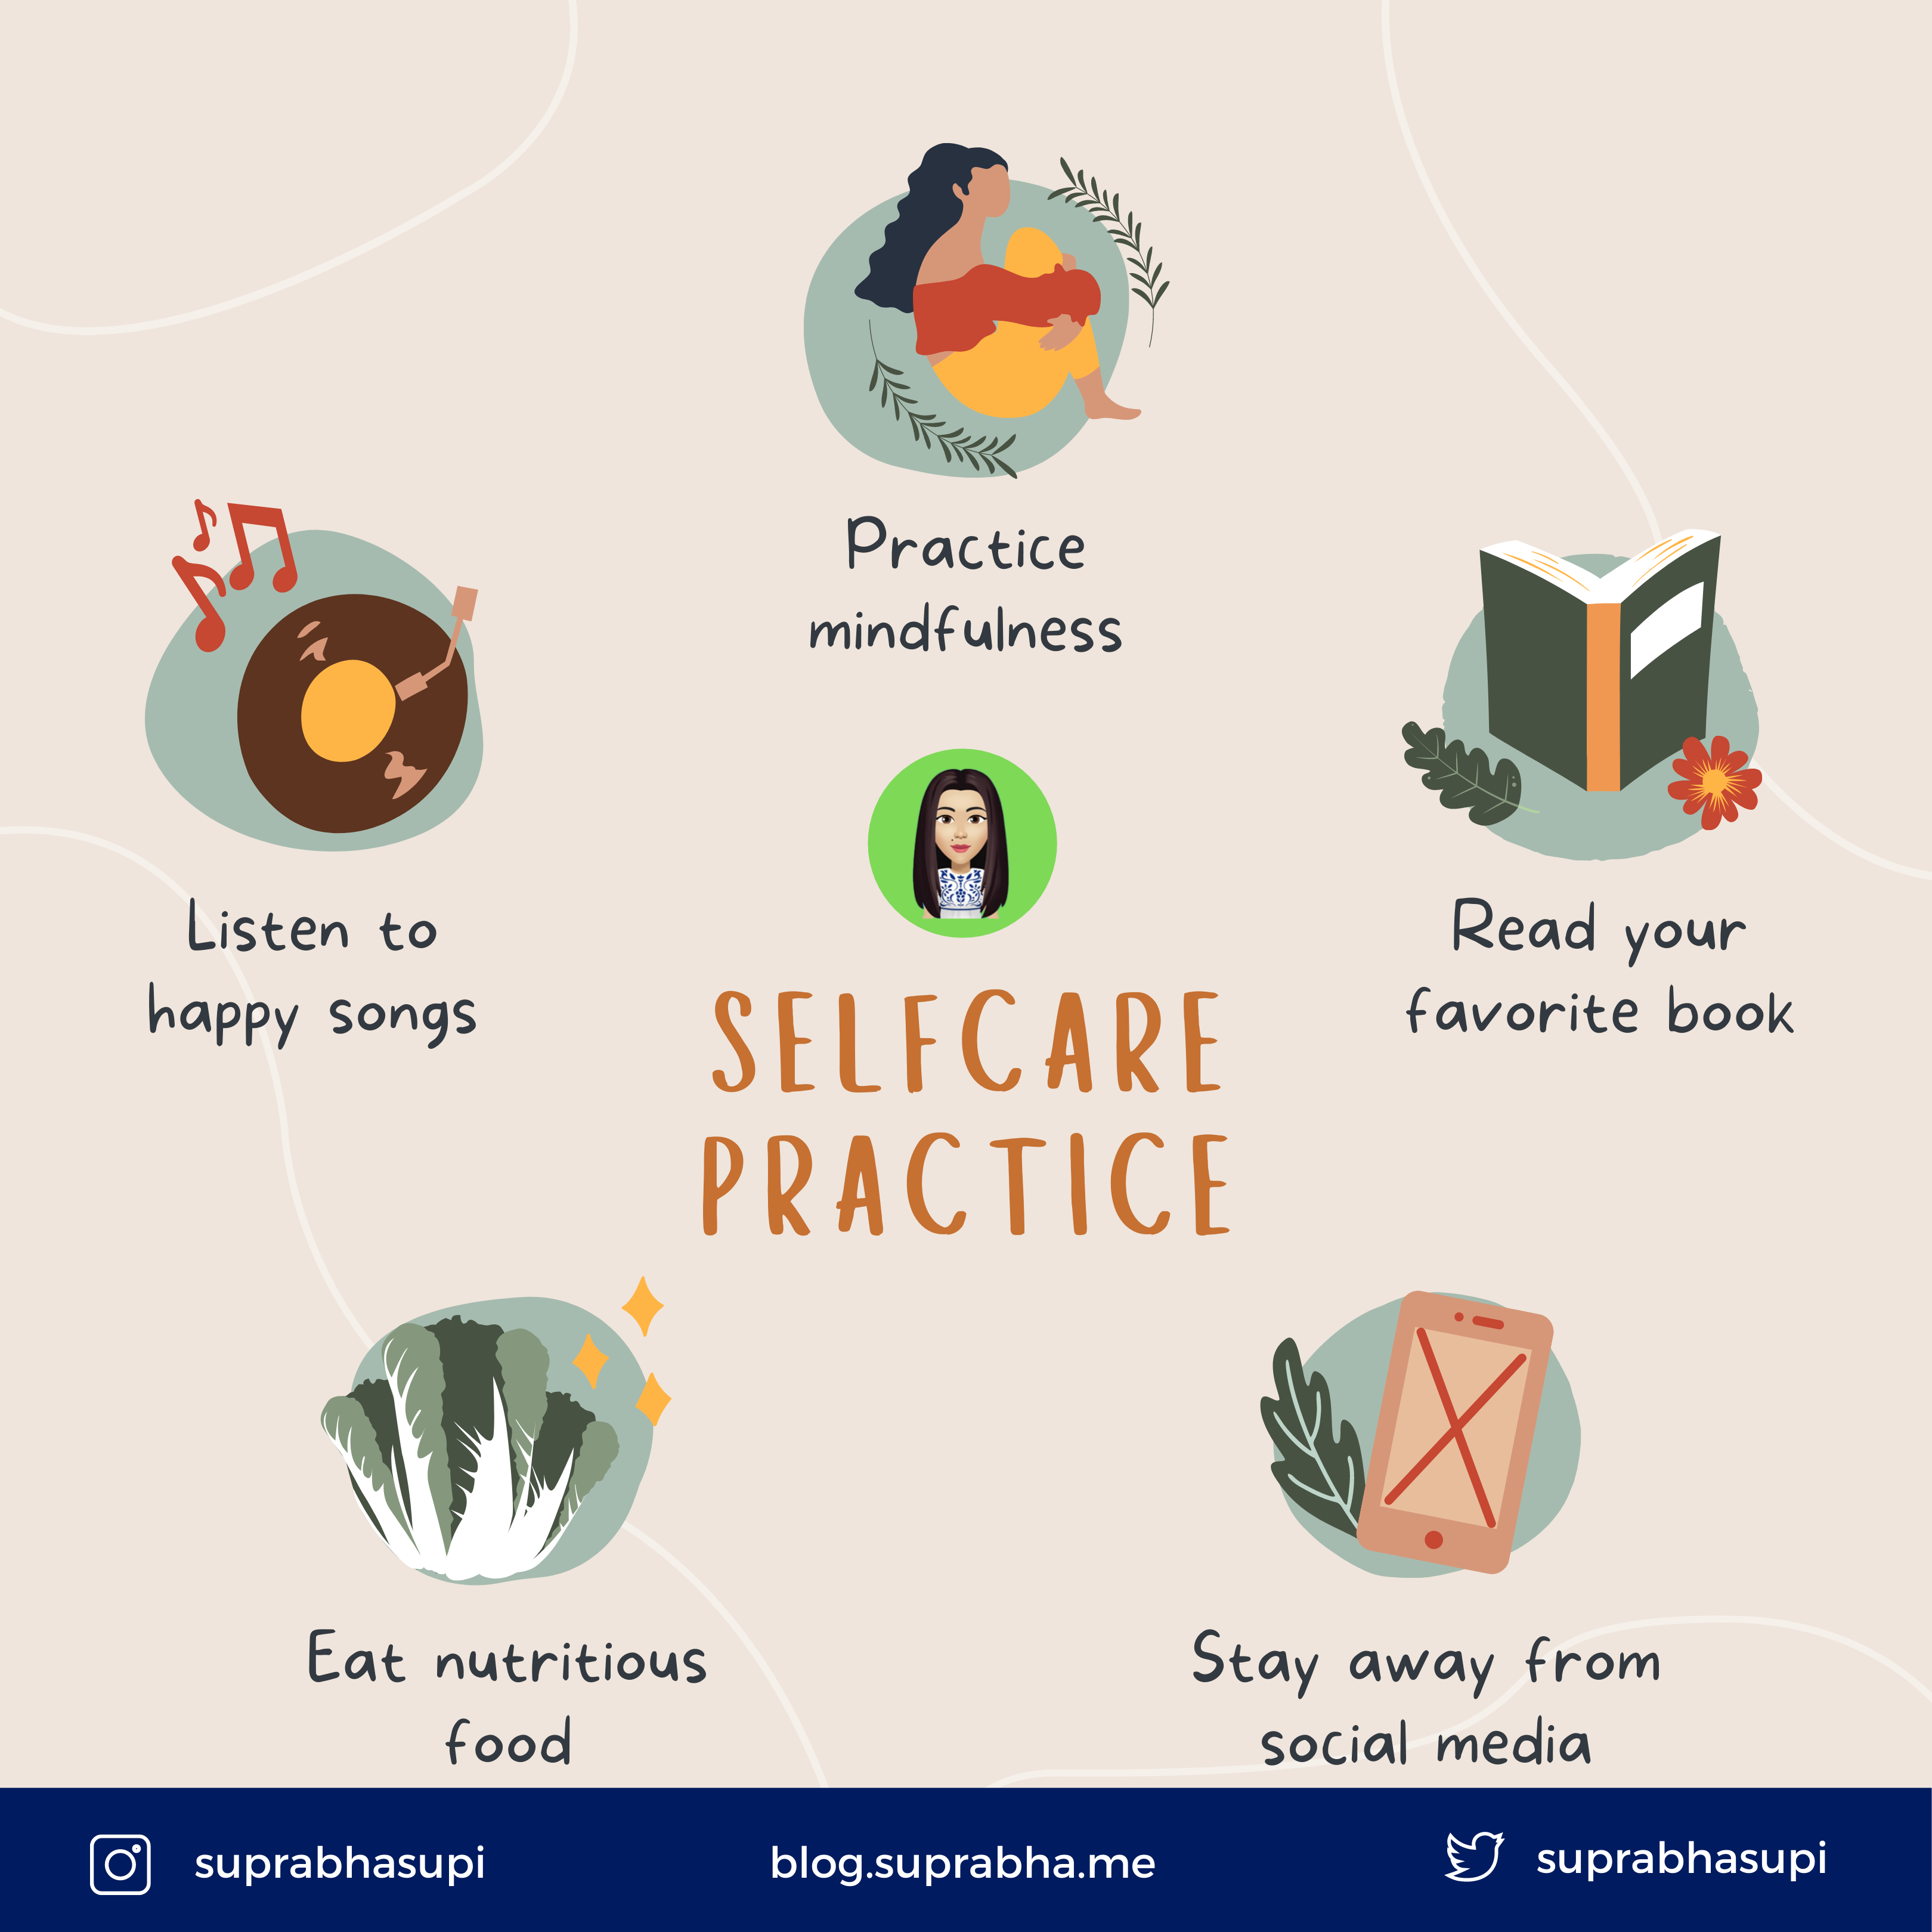 Practice
mindfulness
Listen to
happy songs
Read your
favorite book
SELFCARE
PRACTICE
Eat nutritious
food
Stay away from
social media
suprabhasupi
blog.suprabha.me
suprabhasupi